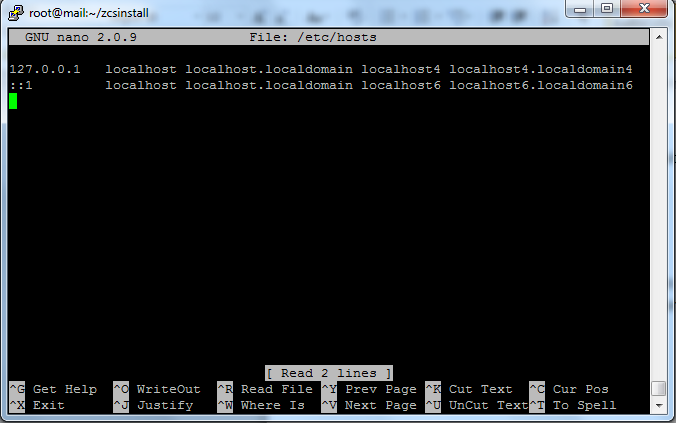 root@mail:~/zcsinstall
GNU nano 2.0.9 File: /etc/hosts
127.0.0.1 localhost localhost.localdomain localhost4 localhost4.localdomain4
::1 localhost localhost.localdomain localhost6 localhost6.localdomain6
[ Read 2 lines ]
^G Get Help ^O WriteOut ^R Read File ^Y Prev Page ^K Cut Text ^C Cur Pos
^X Exit ^J Justify ^W Where Is ^V Next Page ^U UnCut Text ^T To Spell